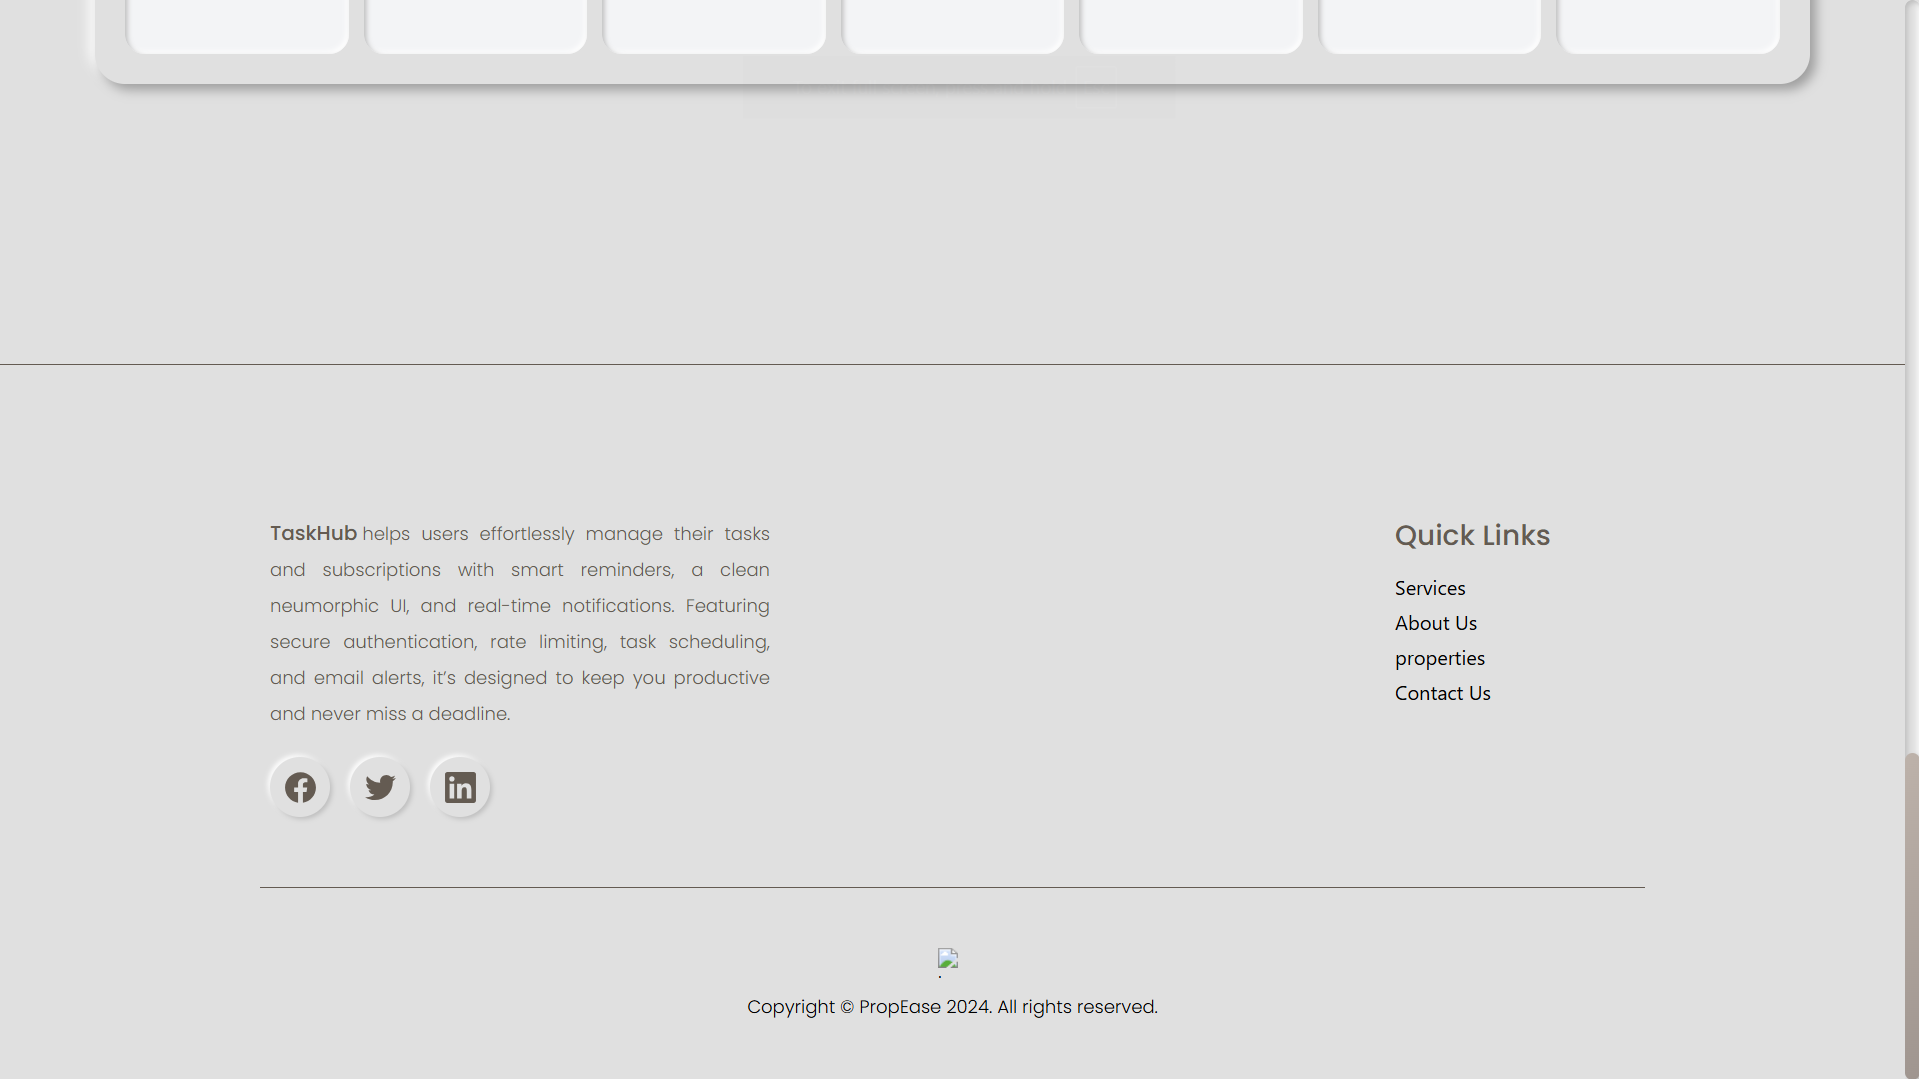 TaskHub helps users effortlessly manage their tasks
and subscriptions with smart reminders, a clean
neumorphic UI, and real-time notifications. Featuring
secure authentication, rate limiting, task scheduling,
and email alerts, it’s designed to keep you productive
and never miss a deadline.
Quick Links
Services
About Us
properties
Contact Us
Copyright © PropEase 2024. All rights reserved.